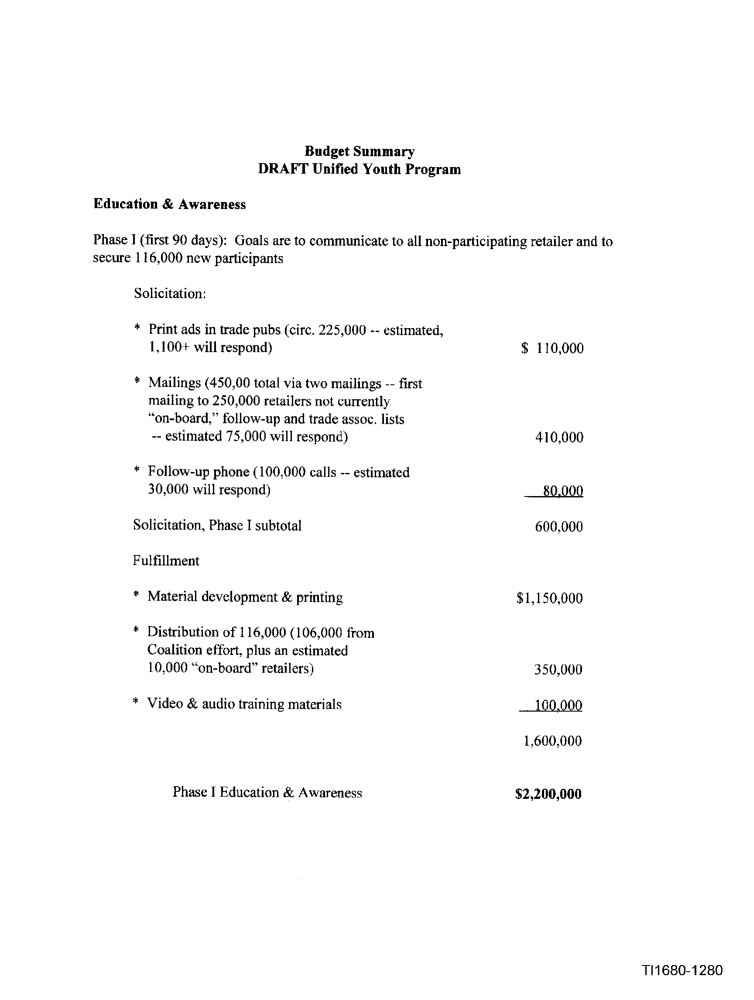 Budget Summary
DRAFT Unified Youth Program
Education & Awareness
Phase I (first 90 days): Goals are to communicate to all non-participating retailer and to
secure 116,000 new participants
Solicitation:
* Print ads in trade pubs (circ. 225,000 -- estimated,
1,100+ will respond) $ 110,000
* Mailings (450,00 total via two mailings -- first
mailing to 250,000 retailers not currently
"on-board," follow-up and trade assoc. lists
-- estimated 75,000 will respond) 410,000
* Follow-up phone (100,000 calls -- estimated
30,000 will respond) 80,000
Solicitation, Phase I subtotal 600,000
Fulfillment
* Material development & printing $1,150,000
* Distribution of 116,000 (106,000 from
Coalition effort, plus an estimated
10,000 "on-board" retailers) 350,000
* Video & audio training materials 100,000
1,600,000
Phase I Education & Awareness $2,200,000
TI1680-1280